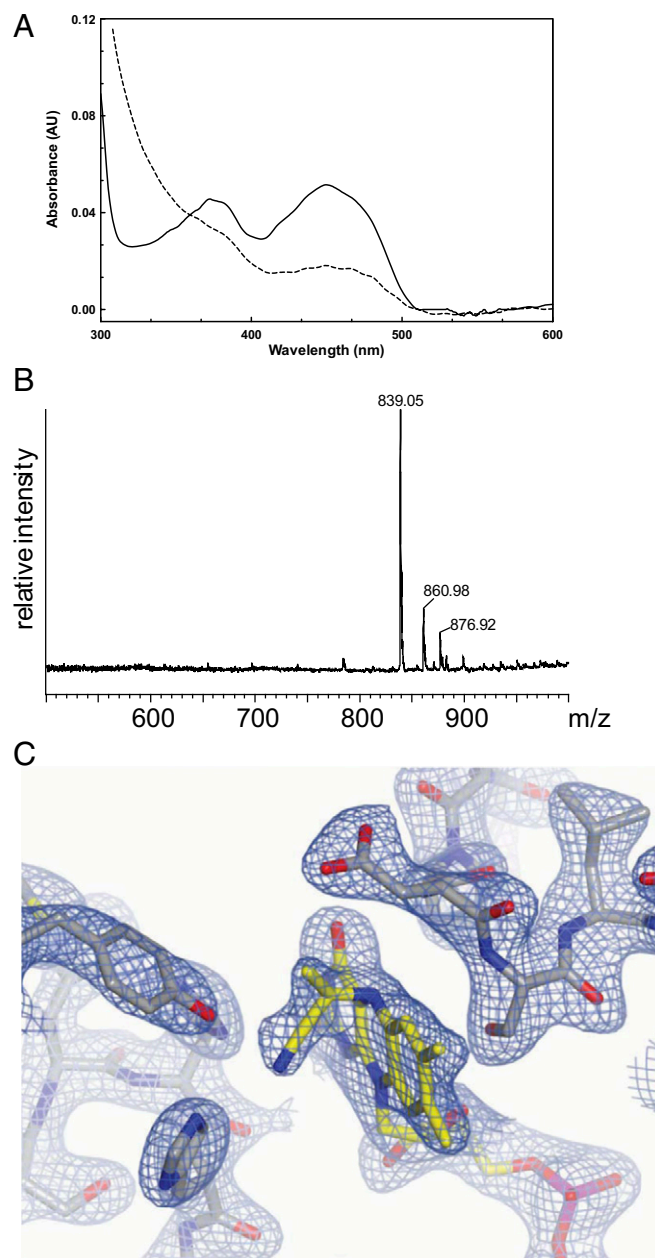 A
0.12
0.08
0.04
0.00
Absorbance (AU)
300 400 500 600
Wavelength (nm)
B
839.05
860.98
876.92
relative intensity
600 700 800 900 m/z
C